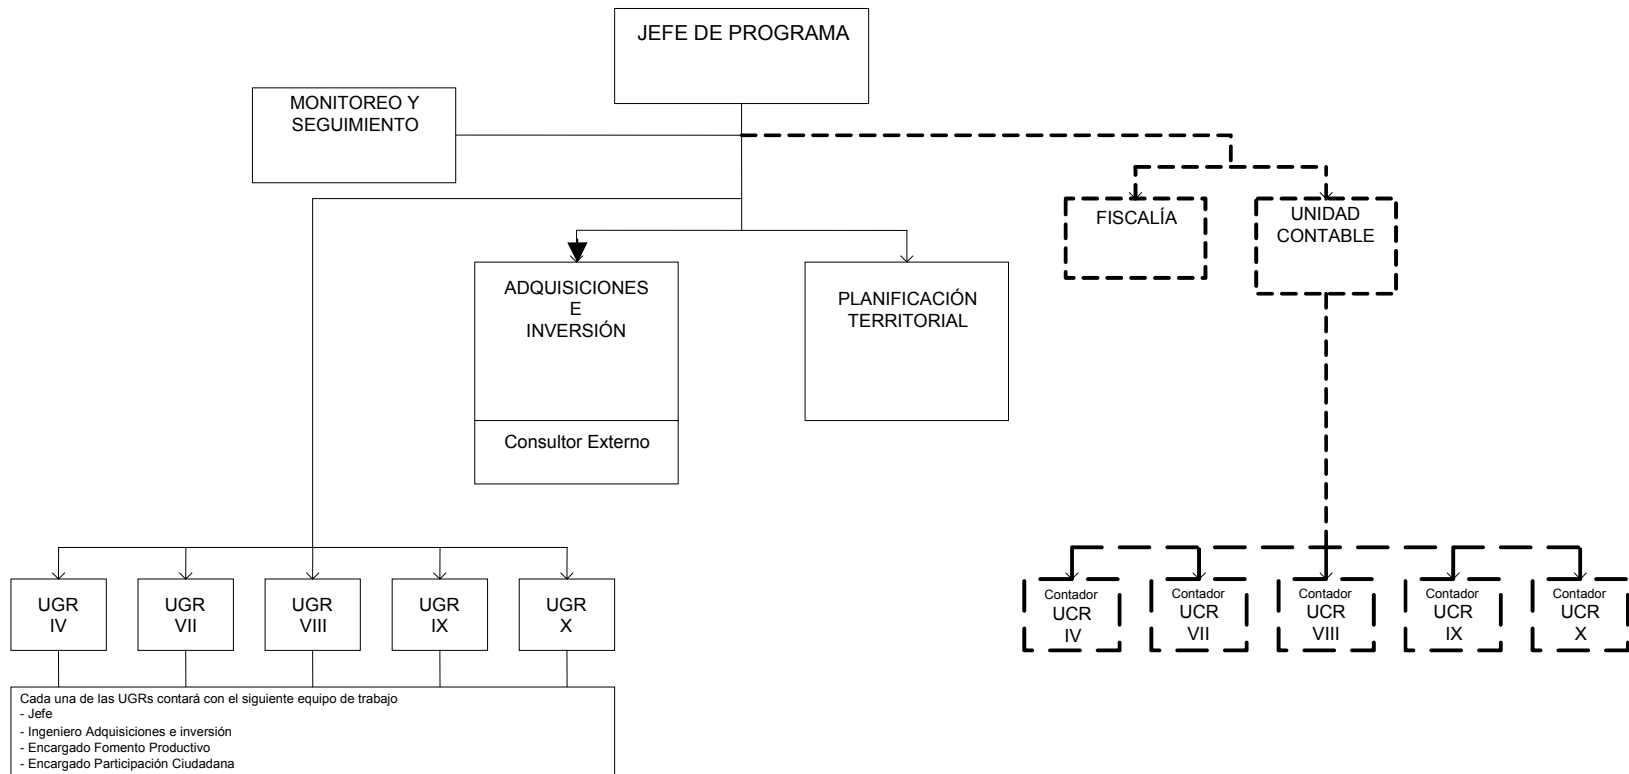 JEFE DE PROGRAMA
MONITOREO Y
SEGUIMIENTO
FISCALÍA
UNIDAD
CONTABLE
ADQUISICIONES
E
INVERSIÓN
PLANIFICACIÓN
TERRITORIAL
Consultor Externo
UGR
IV
UGR
VII
UGR
VIII
UGR
IX
UGR
X
Contador
UCR
IV
Contador
UCR
VII
Contador
UCR
VIII
Contador
UCR
IX
Contador
UCR
X
Cada una de las UGRs contará con el siguiente equipo de trabajo
- Jefe
- Ingeniero Adquisiciones e inversión
- Encargado Fomento Productivo
- Encargado Participación Ciudadana